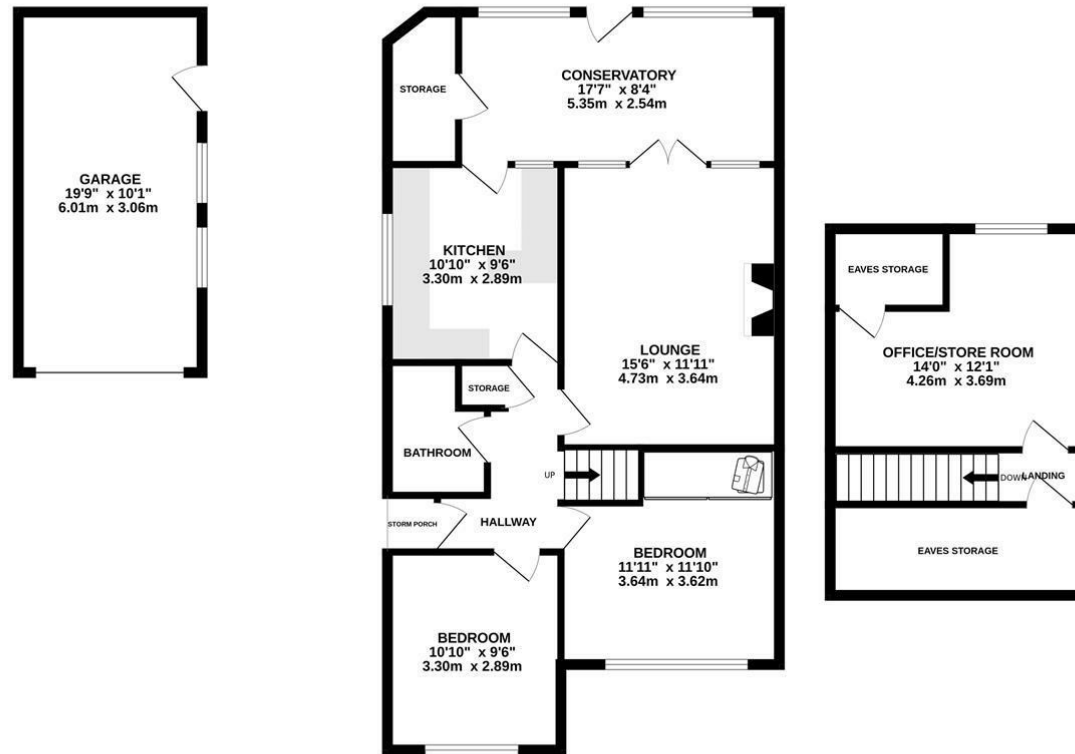 GARAGE
19'9" x 10'1"
6.01m x 3.06m
STORAGE
CONSERVATORY
17'7" x 8'4"
5.35m x 2.54m
KITCHEN
10'10" x 9'6"
3.30m x 2.89m
LOUNGE
15'6" x 11'11"
4.73m x 3.64m
STORAGE
BATHROOM
UP
STORM PORCH
HALLWAY
BEDROOM
11'11" x 11'10"
3.64m x 3.62m
BEDROOM
10'10" x 9'6"
3.30m x 2.89m
EAVES STORAGE
OFFICE/STORE ROOM
14'0" x 12'1"
4.26m x 3.69m
DOWN
LANDING
EAVES STORAGE